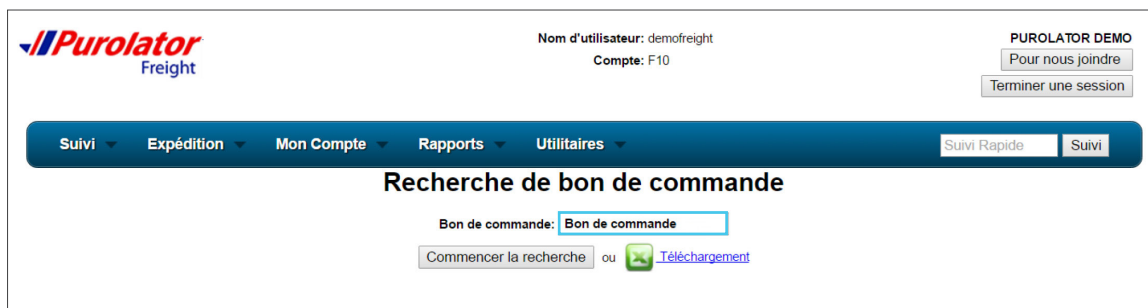 Purolator
Freight
Nom d'utilisateur: demofreight
Compte: F10
PUROLATOR DEMO
Pour nous joindre
Terminer une session
Suivi Expédition Mon Compte Rapports Utilitaires Suivi Rapide Suivi
Recherche de bon de commande
Bon de commande: Bon de commande
Commencer la recherche ou Télèchargement